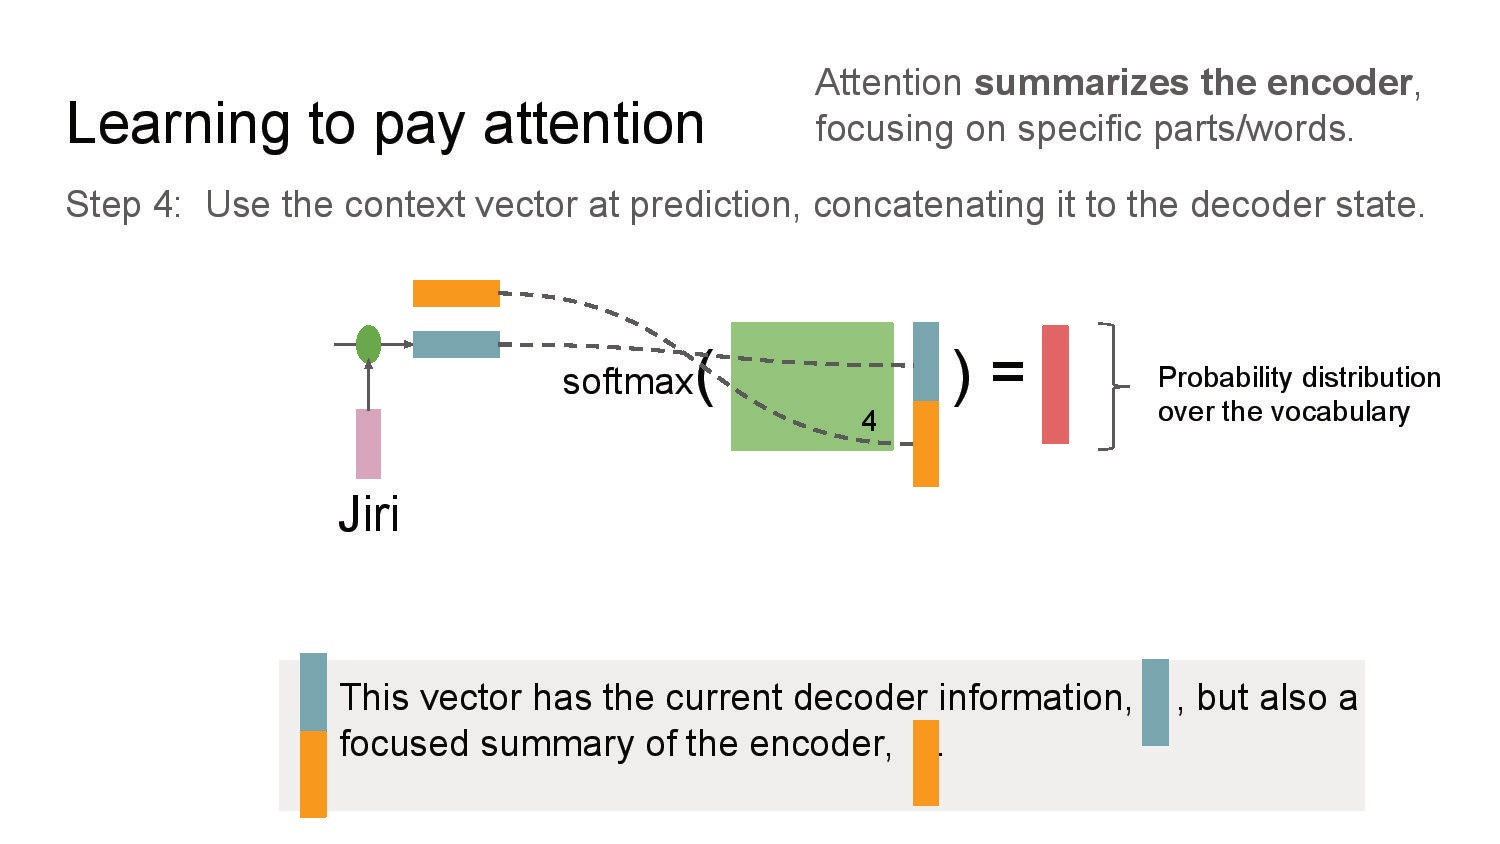 Attention summarizes the encoder,
focusing on specific parts/words.
Learning to pay attention
Step 4: Use the context vector at prediction, concatenating it to the decoder state.
softmax( 4 ) =
Probability distribution
over the vocabulary
Jiri
This vector has the current decoder information, , but also a
focused summary of the encoder, .